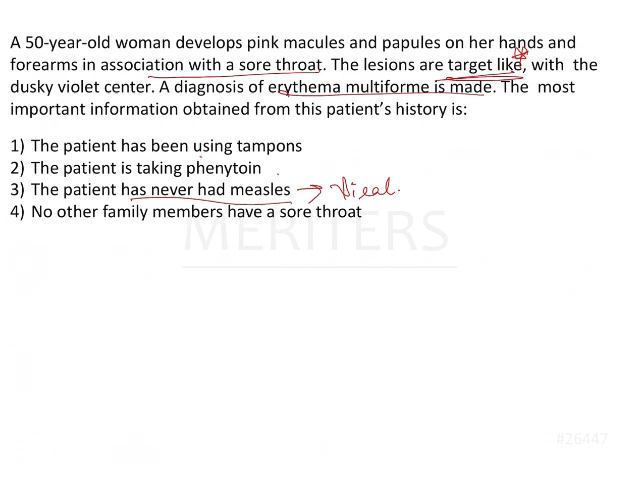 A 50-year-old woman develops pink macules and papules on her hands and
forearms in association with a sore throat. The lesions are target like, with the
dusky violet center. A diagnosis of erythema multiforme is made. The most
important information obtained from this patient's history is:
1) The patient has been using tampons
2) The patient is taking phenytoin
3) The patient has never had measles → Viral.
4) No other family members have a sore throat
MERITERS
#26447